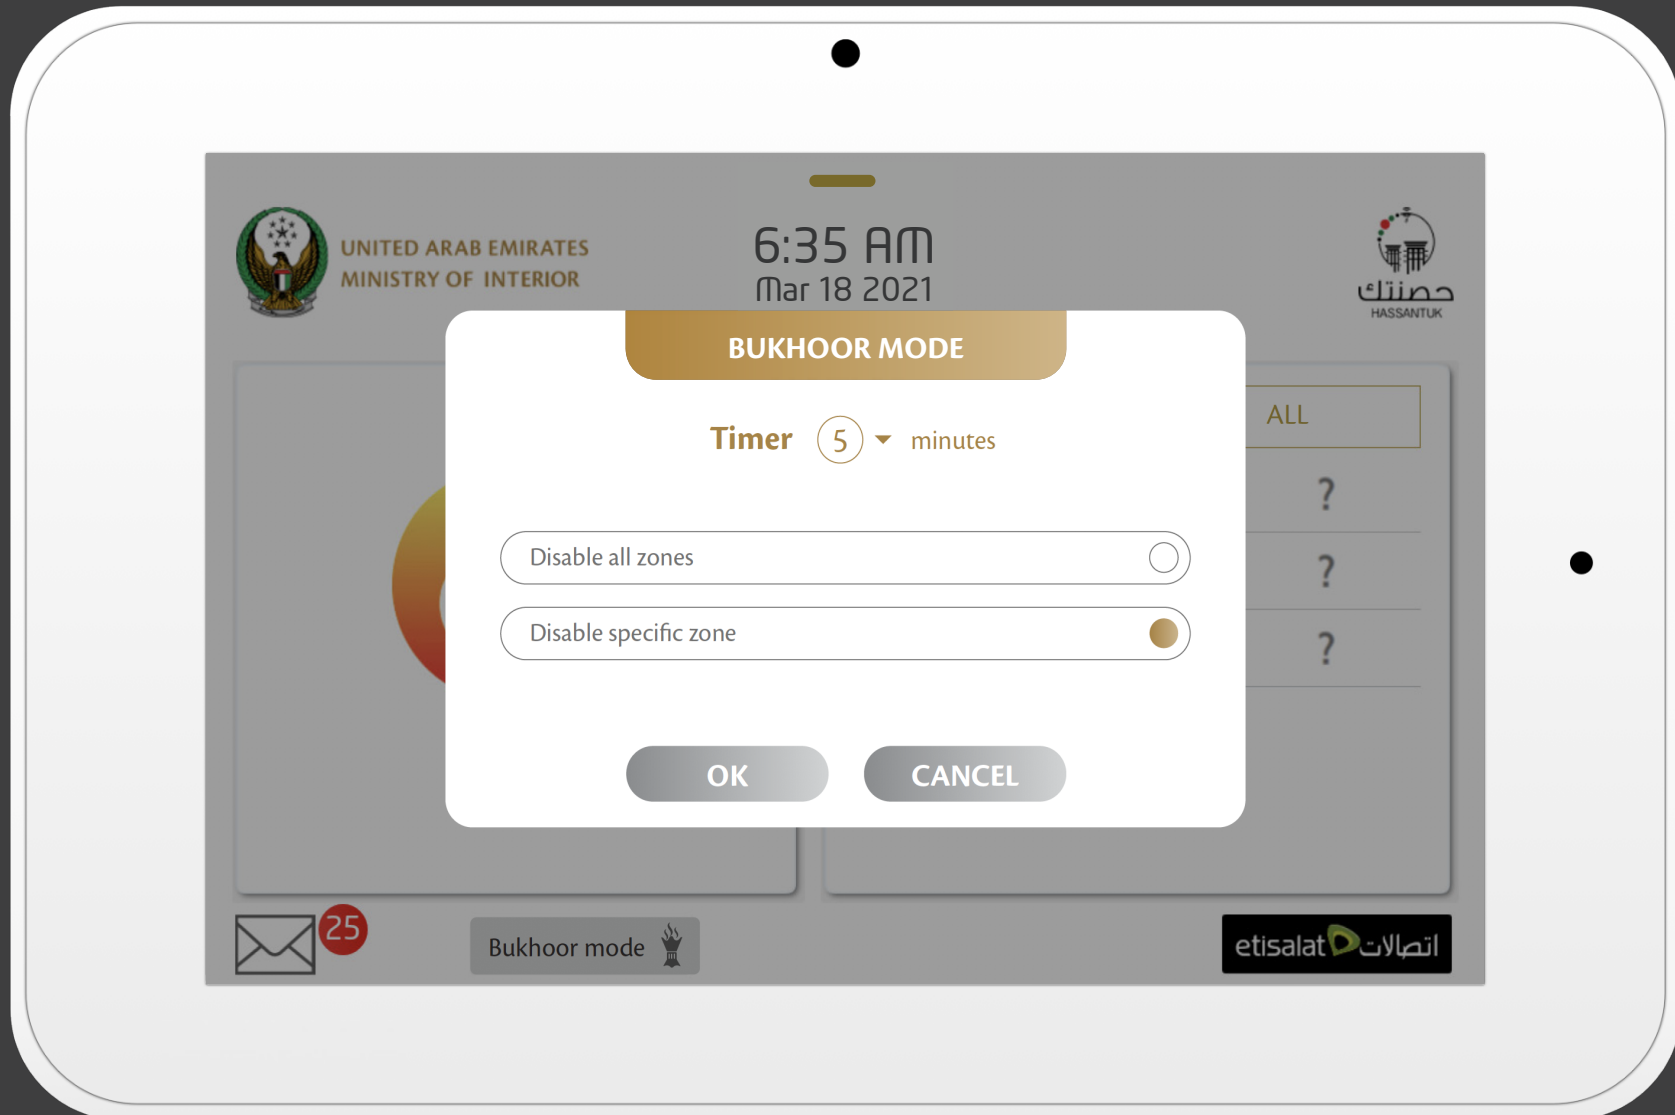 UNITED ARAB EMIRATES
MINISTRY OF INTERIOR
6:35 AM
Mar 18 2021
حصنتك
HASSANTUK
BUKHOOR MODE
Timer 5 minutes
ALL
?
Disable all zones
?
Disable specific zone
?
OK
CANCEL
25
Bukhoor mode
etisalat اتصالات